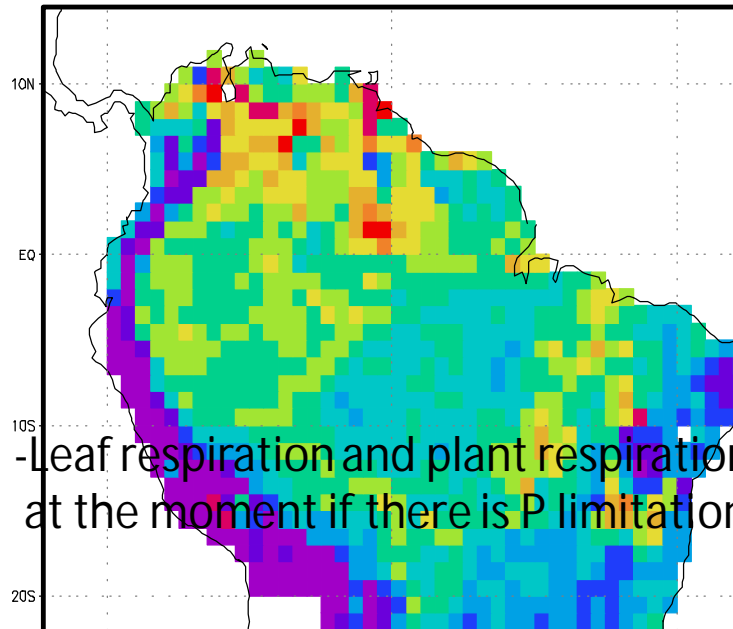 10N
EQ
10S
-Leaf respiration and plant respiration
at the moment if there is P limitation
20S